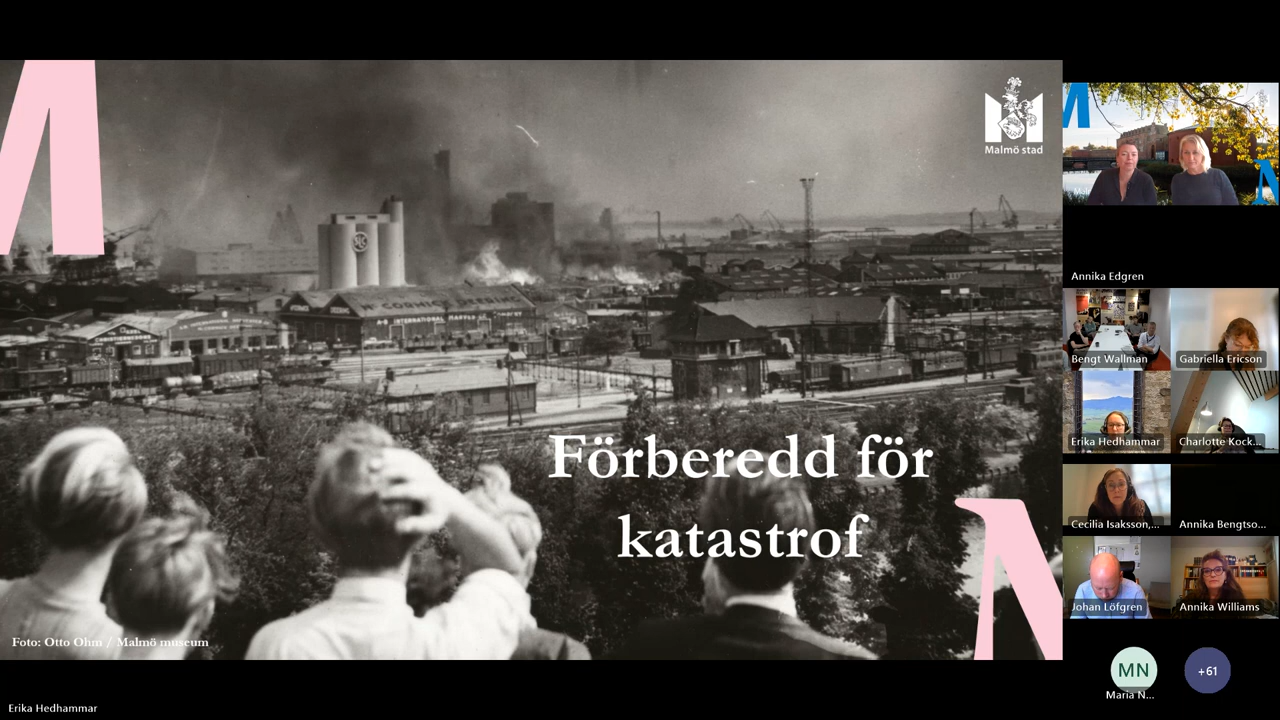 Malmö stad
SKC
Förberedd för
katastrof
Foto: Otto Ohm / Malmö museum
Erika Hedhammar
Annika Edgren
Bengt Wallman
Gabriella Ericson
Erika Hedhammar
Charlotte Kock...
Cecilia Isaksson,...
Annika Bengtso...
Johan Löfgren
Annika Williams
MN
+61
Maria N...